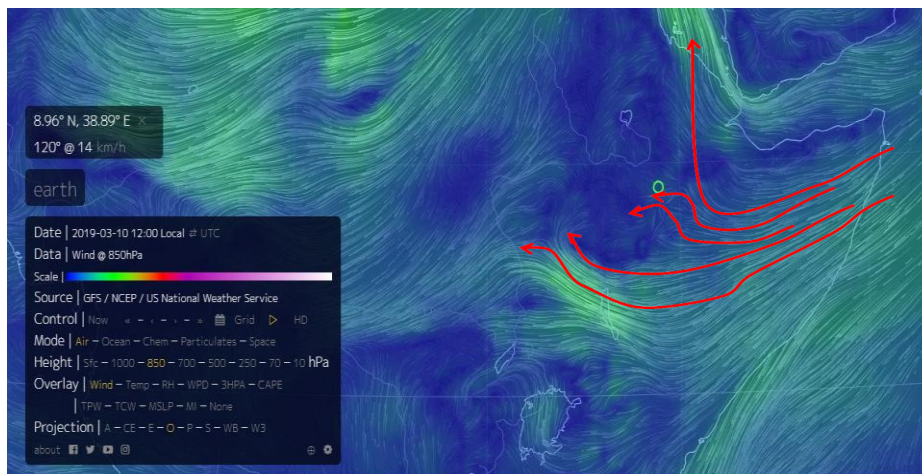 8.96° N, 38.89° E ×
120° @ 14 km/h
earth
Date | 2019-03-10 12:00 Local ⇄ UTC
Data | Wind @ 850hPa
Scale |
Source | GFS / NCEP / US National Weather Service
Control | Now « – ‹ – › – » Grid HD
Mode | Air – Ocean – Chem – Particulates – Space
Height | Sfc – 1000 – 850 – 700 – 500 – 250 – 70 – 10 hPa
Overlay | Wind – Temp – RH – WPD – 3HPA – CAPE
| TPW – TCW – MSLP – MI – None
Projection | A – CE – E – O – P – S – WB – W3
about